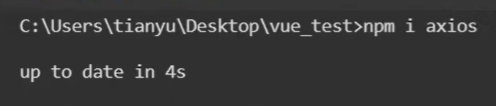 C:\Users\tianyu\Desktop\vue_test>npm i axios
up to date in 4s